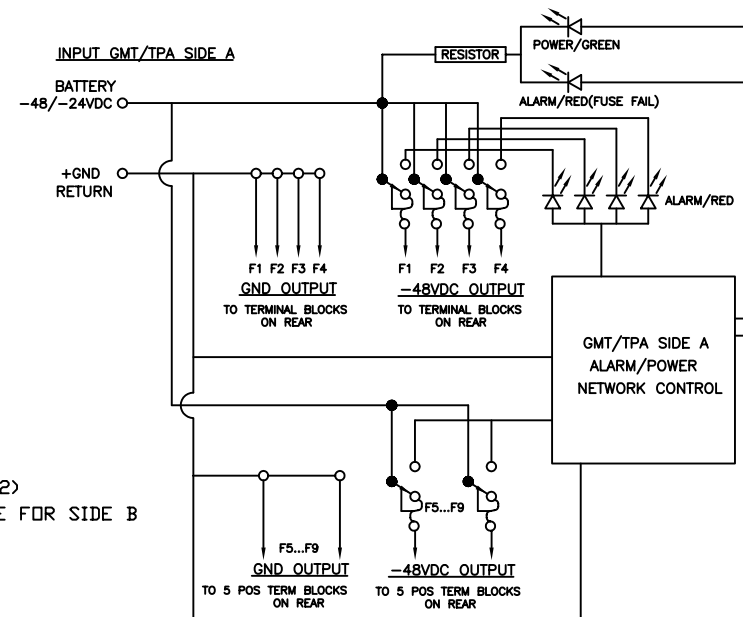 INPUT GMT/TPA SIDE A
BATTERY
-48/-24VDC
+GND
RETURN
RESISTOR
POWER/GREEN
ALARM/RED(FUSE FAIL)
ALARM/RED
F1 F2 F3 F4
GND OUTPUT
TO TERMINAL BLOCKS
ON REAR
F1 F2 F3 F4
-48VDC OUTPUT
TO TERMINAL BLOCKS
ON REAR
GMT/TPA SIDE A
ALARM/POWER
NETWORK CONTROL
2)
E FOR SIDE B
F5...F9
GND OUTPUT
TO 5 POS TERM BLOCKS
ON REAR
F5...F9
-48VDC OUTPUT
TO 5 POS TERM BLOCKS
ON REAR